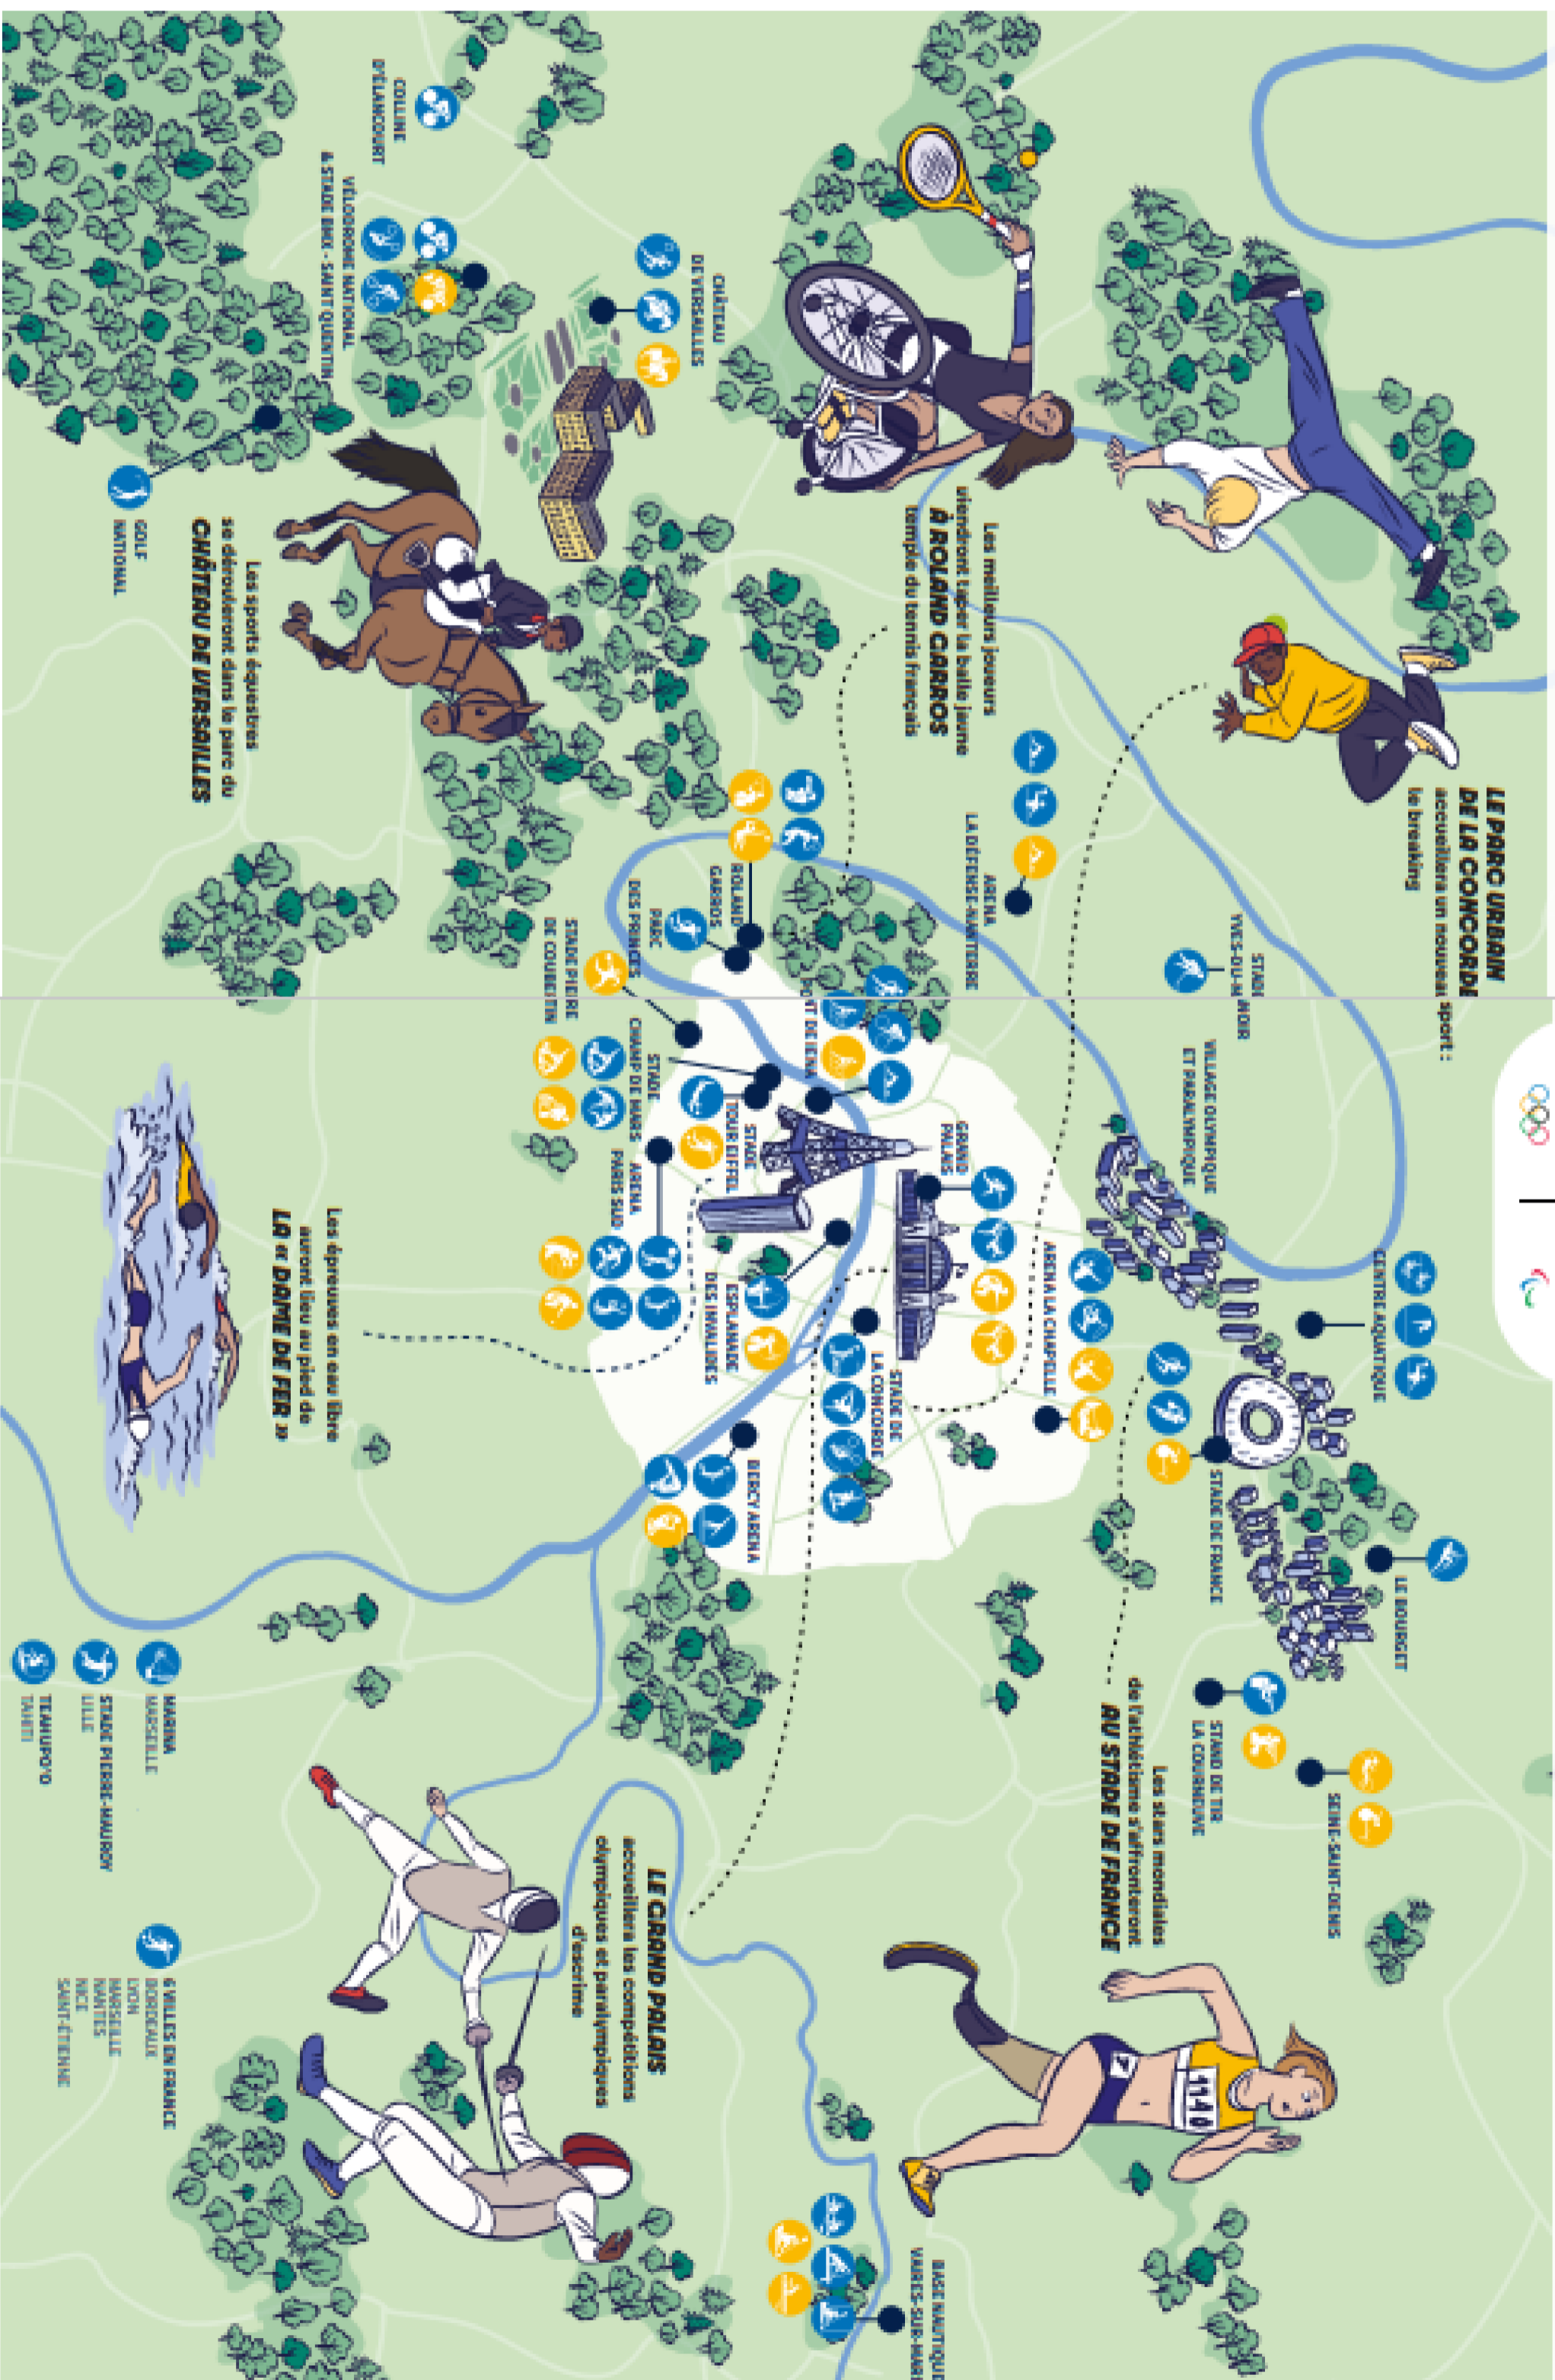 LE PARC URBAIN
DE LA CONCORDE
accueillera un nouveau sport :
le breaking
Les meilleurs joueurs
viendront taper la balle jaune
À ROLAND GARROS
temple du tennis français
COLLINE
D'ÉLANCOURT
VÉLODROME NATIONAL
& STADE BMX - SAINT QUENTIN
CHÂTEAU
DE VERSAILLES
GOLF
NATIONAL
Les sports équestres
se dérouleront dans le parc du
CHÂTEAU DE VERSAILLES
ARENA
LA DÉFENSE-NANTERRE
STADE
YVES-DU-MANOIR
ROLAND
GARROS
PARC
DES PRINCES
STADE PIERRE
DE COUBERTIN
VILLAGE OLYMPIQUE
ET PARALYMPIQUE
CENTRE AQUATIQUE
PONT DE IENA
GRAND
PALAIS
ARENA LA CHAPELLE
STADE
CHAMP DE MARS
STADE
TOUR EIFFEL
ARENA
PARIS SUD
ESPLANADE
DES INVALIDES
STADE DE
LA CONCORDE
BERCY ARENA
STADE DE FRANCE
LE BOURGET
STAND DE TIR
LA COURNEUVE
SEINE-SAINT-DENIS
Les épreuves en eau libre
auront lieu au pied de
LA « DAME DE FER »
Les stars mondiales
de l'athlétisme s'affronteront
AU STADE DE FRANCE
1140
LE GRAND PALAIS
accueillera les compétitions
olympiques et paralympiques
d'escrime
MARINA
MARSEILLE
STADE PIERRE-MAUROY
LILLE
TEAHUPO'O
TAHITI
6 VILLES EN FRANCE
BORDEAUX
LYON
MARSEILLE
NANTES
NICE
SAINT-ÉTIENNE
BASE NAUTIQUE